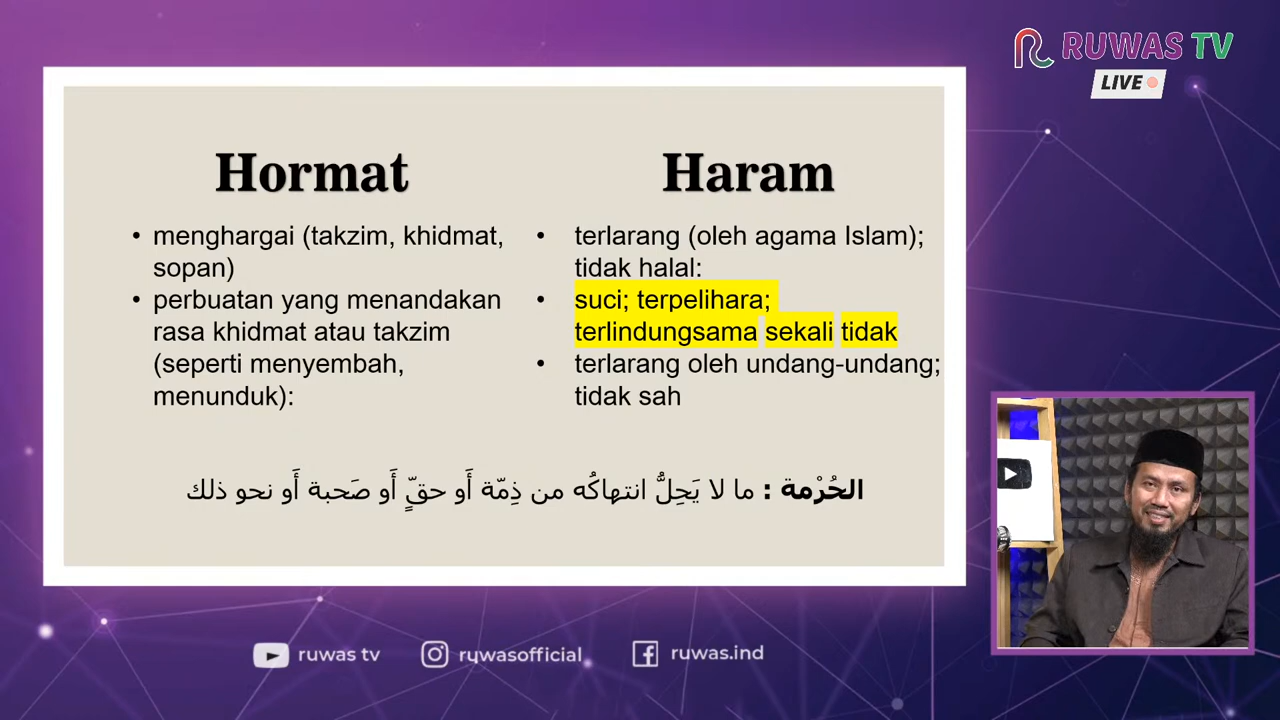 RUWAS TV
LIVE
Hormat
• menghargai (takzim, khidmat,
sopan)
• perbuatan yang menandakan
rasa khidmat atau takzim
(seperti menyembah,
menunduk):
Haram
• terlarang (oleh agama Islam);
tidak halal:
• suci; terpelihara;
terlindungsama sekali tidak
• terlarang oleh undang-undang;
tidak sah
الحُرْمة : ما لا يَحِلُّ انتهاكُه من ذِمّة أَو حقّ أَو صَحبة أَو نحو ذلك
ruwas tv
ruwasofficial
ruwas.ind